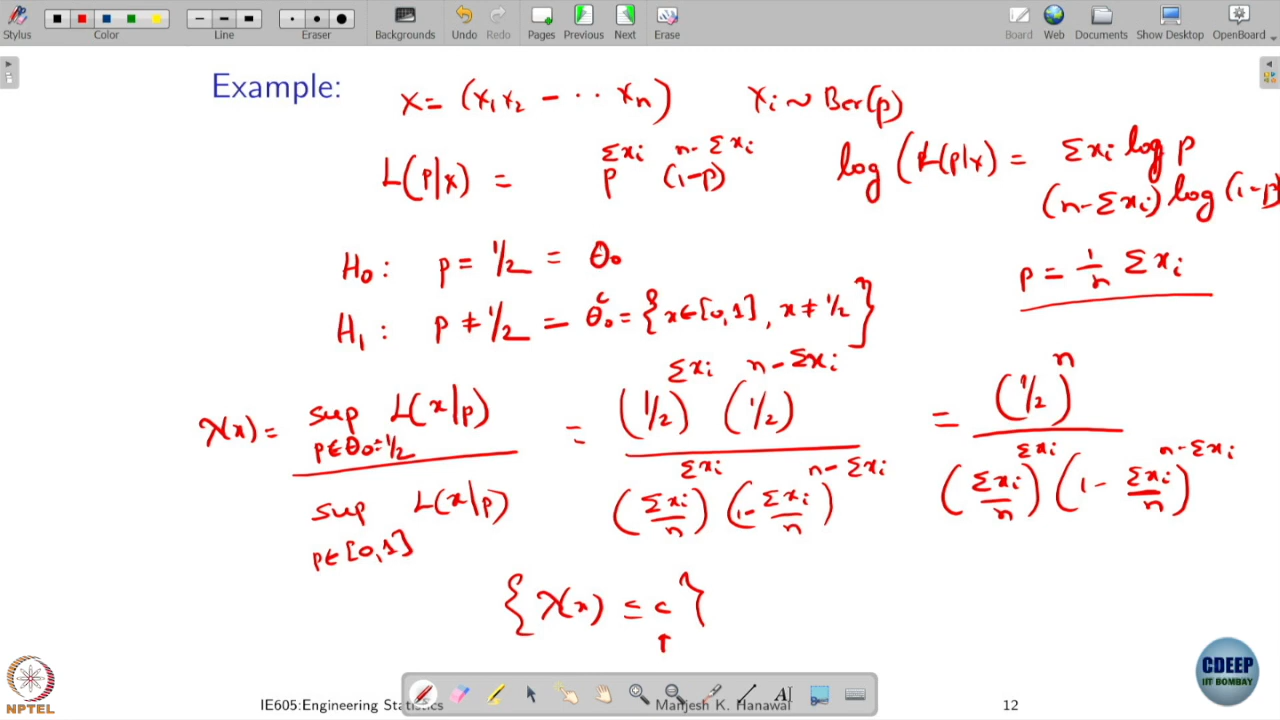 Stylus Color Line Eraser Backgrounds Undo Redo Pages Previous Next Erase Board Web Documents Show Desktop OpenBoard
Example:
X = (x₁ x₂ - - ·· xₙ) Xᵢ ~ Ber(p)
L(p|x) = p^(Σxᵢ) (1-p)^(n-Σxᵢ)
log (L(p|x) = Σxᵢ log p
(n-Σxᵢ) log (1-p)
H₀: p = 1/2 = θ₀
p = 1/n Σxᵢ
H₁: p ≠ 1/2 = θ₀ᶜ = {x∈[0,1], x ≠ 1/2}
λ(x) = sup_(p∈θ₀=1/2) L(x|p) / sup_(p∈[0,1]) L(x|p) = (1/2)^(Σxᵢ) (1/2)^(n-Σxᵢ) / (Σxᵢ/n)^(Σxᵢ) (1-Σxᵢ/n)^(n-Σxᵢ) = (1/2)^n / (Σxᵢ/n)^(Σxᵢ) (1-Σxᵢ/n)^(n-Σxᵢ)
{λ(x) ≤ c}
↑
CDEEP
IIT BOMBAY
NPTEL
IE605:Engineering Statistics Manjesh K. Hanawal 12